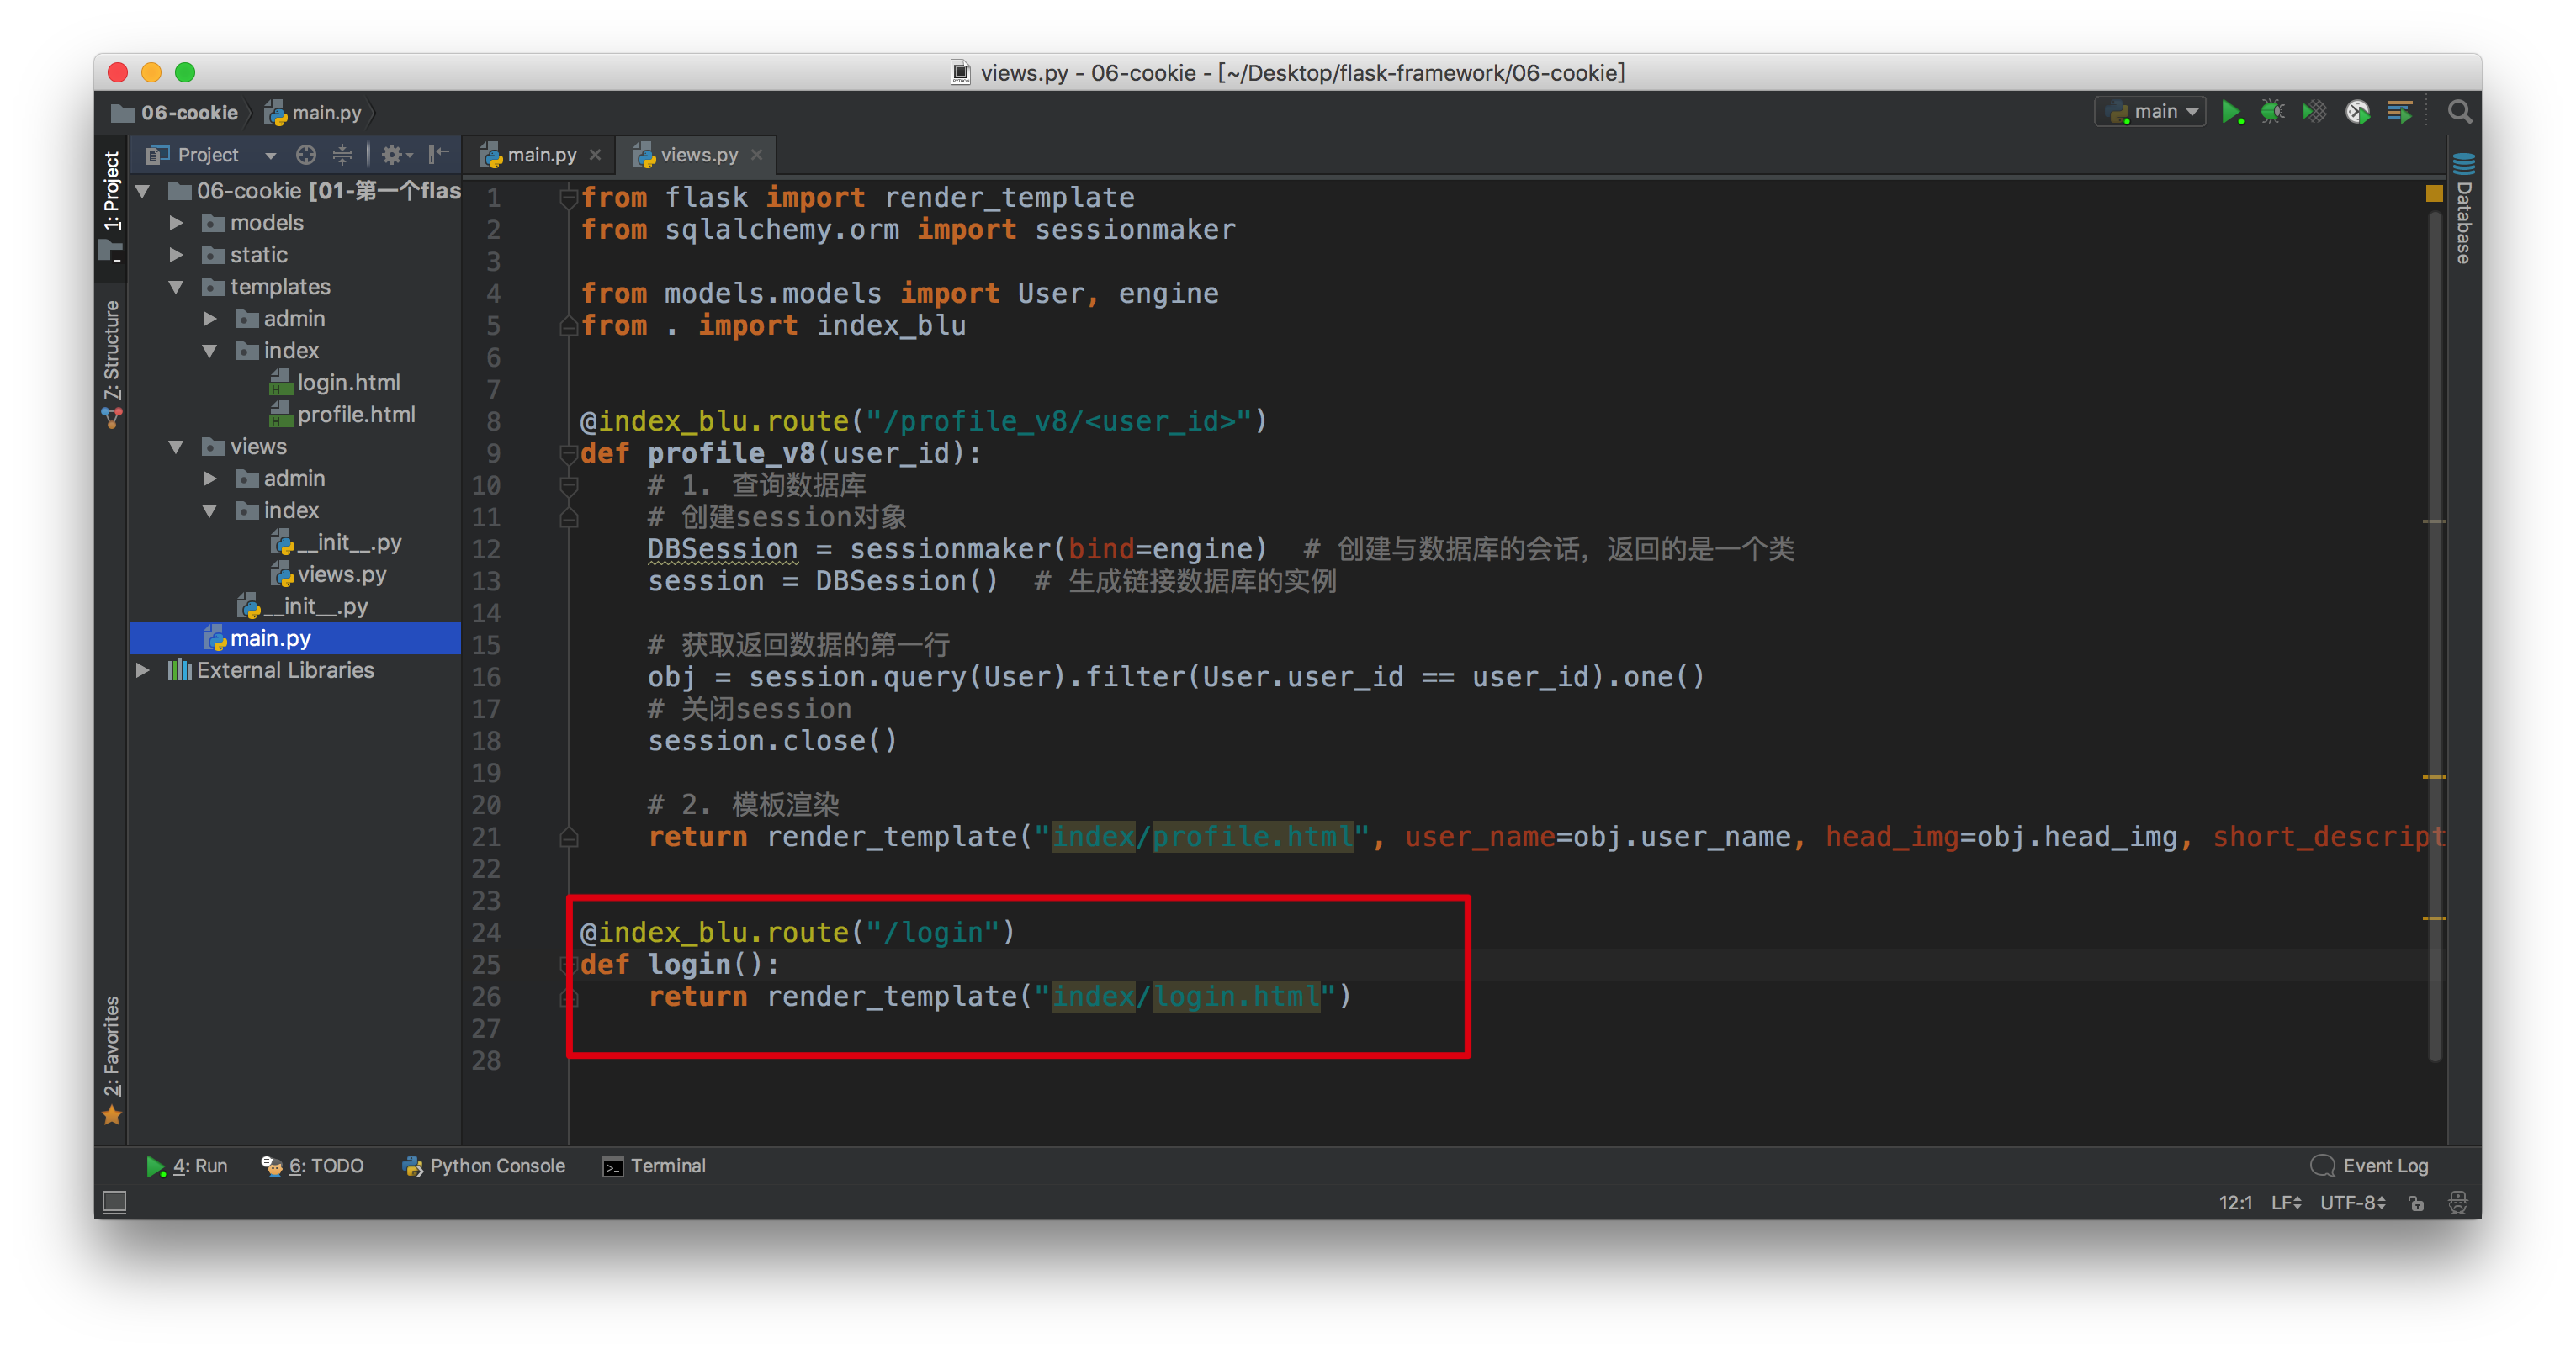 views.py - 06-cookie - [~/Desktop/flask-framework/06-cookie]
06-cookie
main.py
main
1: Project
Project
main.py
views.py
Database
06-cookie [01-第一个flas
models
static
templates
admin
index
login.html
profile.html
views
admin
index
__init__.py
views.py
__init__.py
main.py
External Libraries
7: Structure
2: Favorites
1 from flask import render_template
2 from sqlalchemy.orm import sessionmaker
3
4 from models.models import User, engine
5 from . import index_blu
6
7
8 @index_blu.route("/profile_v8/<user_id>")
9 def profile_v8(user_id):
10 # 1. 查询数据库
11 # 创建session对象
12 DBSession = sessionmaker(bind=engine)  # 创建与数据库的会话，返回的是一个类
13 session = DBSession()  # 生成链接数据库的实例
14
15 # 获取返回数据的第一行
16 obj = session.query(User).filter(User.user_id == user_id).one()
17 # 关闭session
18 session.close()
19
20 # 2. 模板渲染
21 return render_template("index/profile.html", user_name=obj.user_name, head_img=obj.head_img, short_descript
22
23
24 @index_blu.route("/login")
25 def login():
26 return render_template("index/login.html")
27
28
4: Run
6: TODO
Python Console
Terminal
Event Log
12:1
LF
UTF-8